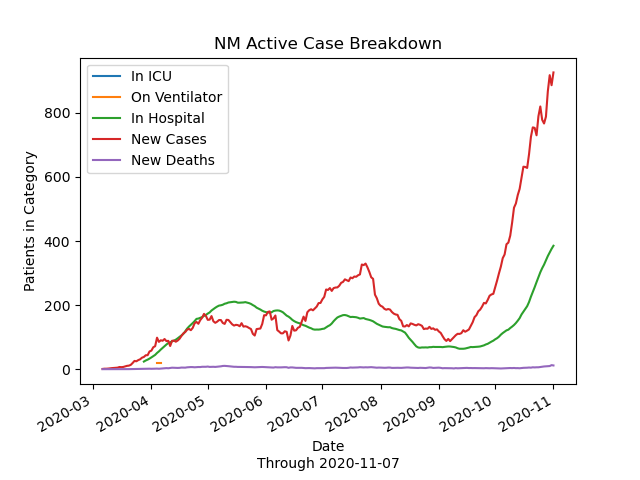 NM Active Case Breakdown
In ICU
On Ventilator
In Hospital
New Cases
New Deaths
Patients in Category
800
600
400
200
0
2020-03
2020-04
2020-05
2020-06
2020-07
2020-08
2020-09
2020-10
2020-11
Date
Through 2020-11-07